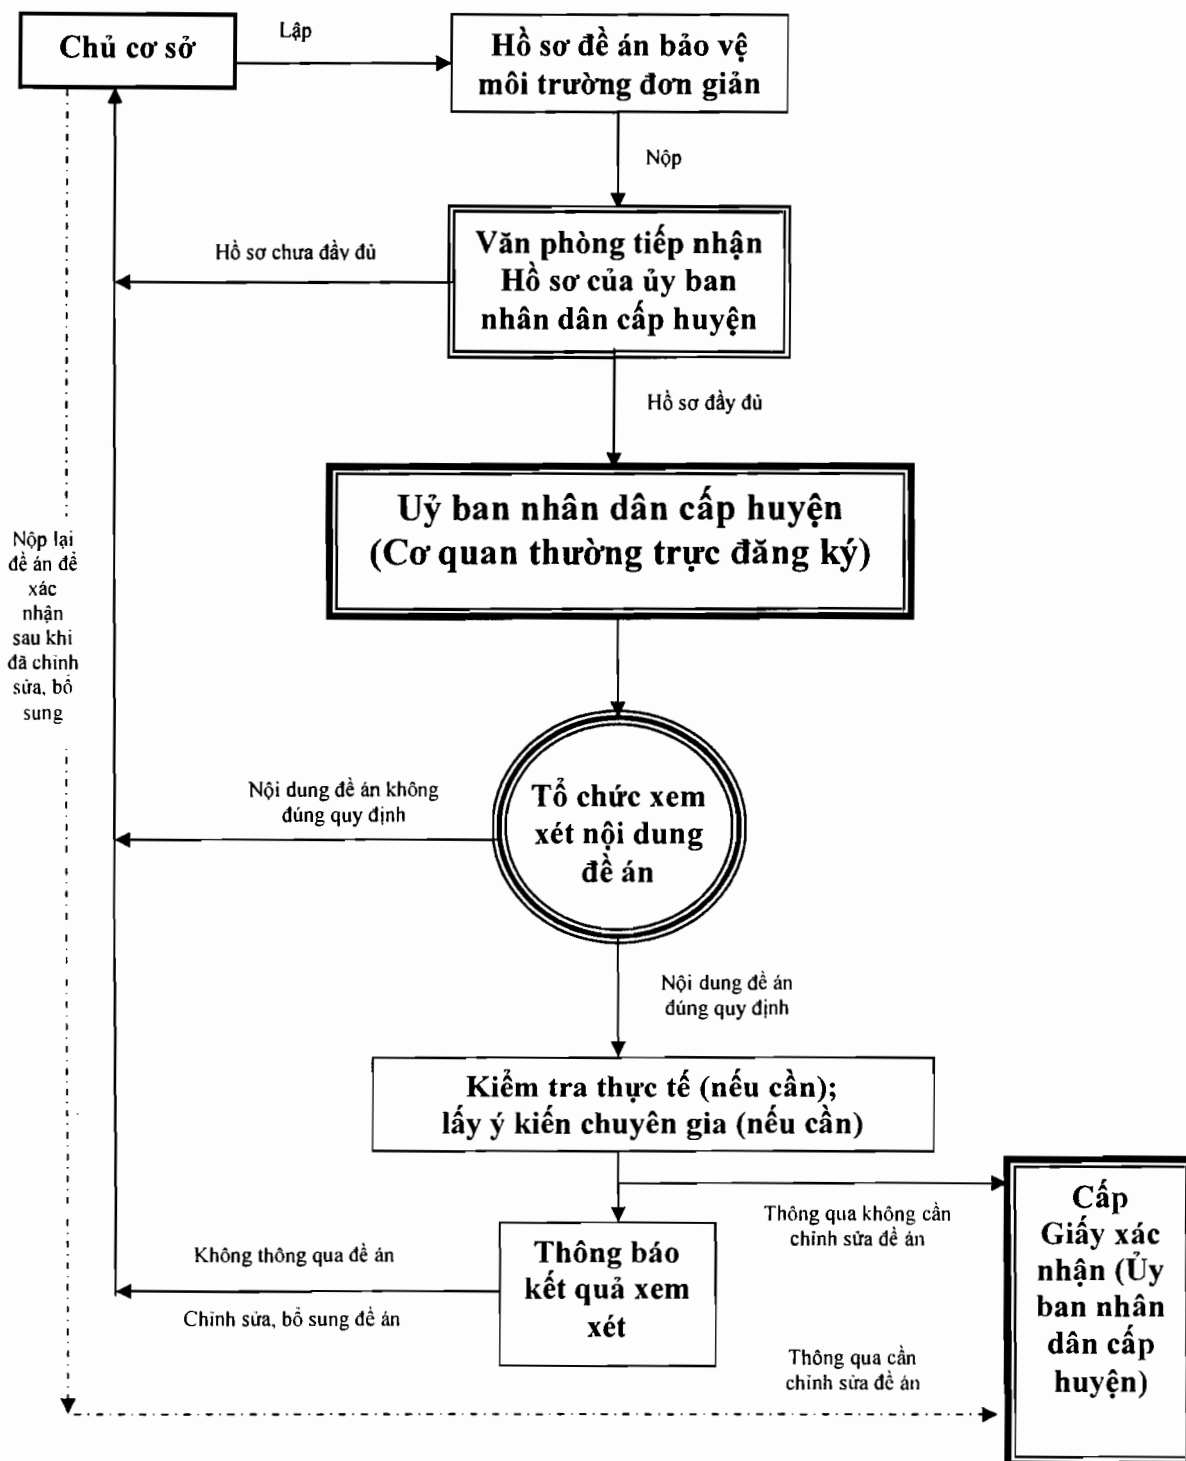 Chủ cơ sở
Lập
Hồ sơ đề án bảo vệ
môi trường đơn giản
Nộp
Văn phòng tiếp nhận
Hồ sơ của ủy ban
nhân dân cấp huyện
Hồ sơ chưa đầy đủ
Hồ sơ đầy đủ
Uỷ ban nhân dân cấp huyện
(Cơ quan thường trực đăng ký)
Nộp lại
đề án để
xác
nhận
sau khi
đã chỉnh
sửa, bổ
sung
Tổ chức xem
xét nội dung
đề án
Nội dung đề án không
đúng quy định
Nội dung đề án
đúng quy định
Kiểm tra thực tế (nếu cần);
lấy ý kiến chuyên gia (nếu cần)
Thông qua không cần
chỉnh sửa đề án
Cấp
Giấy xác
nhận (Ủy
ban nhân
dân cấp
huyện)
Thông báo
kết quả xem
xét
Không thông qua đề án
Chỉnh sửa, bổ sung đề án
Thông qua cần
chỉnh sửa đề án